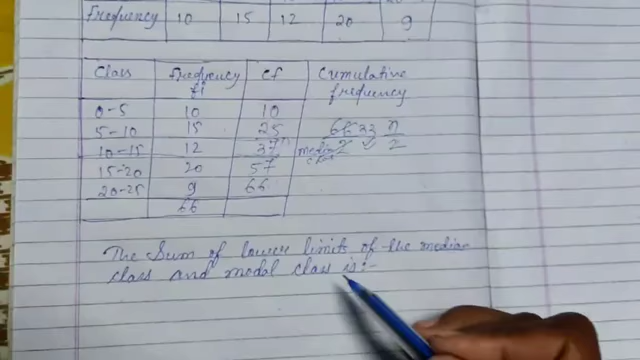 Frequency 10 15 12 20 9
Class Frequency fi Cf Cumulative frequency
0-5 10 10
5-10 15 25 66 33 n
10-15 12 37 median class 2 2
15-20 20 57
20-25 9 66
66
The Sum of lower limits of the median
class and modal class is:-